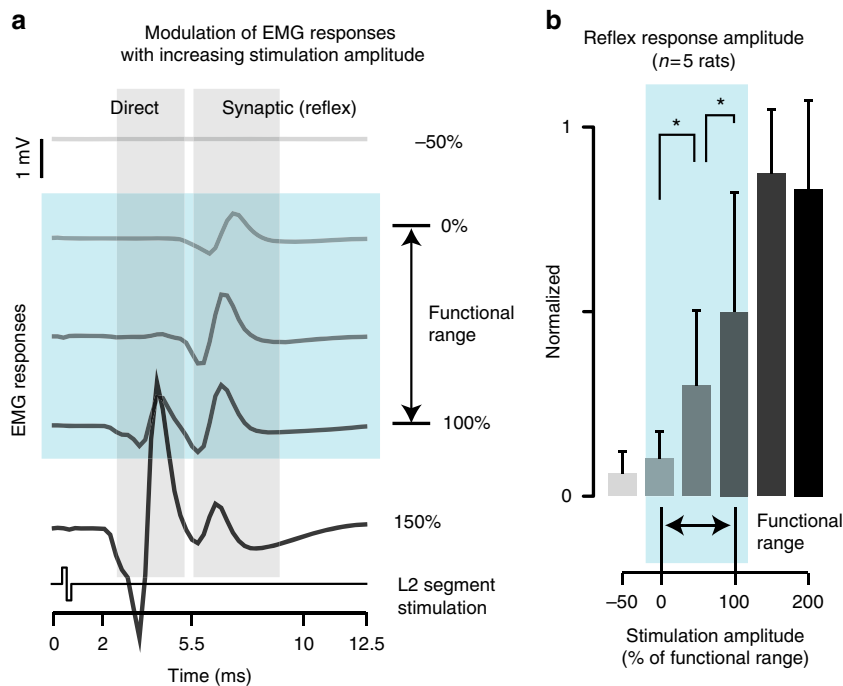 a
Modulation of EMG responses
with increasing stimulation amplitude
Direct
Synaptic (reflex)
1 mV
–50%
0%
Functional
range
100%
150%
EMG responses
L2 segment
stimulation
0 2 5.5 10 12.5
Time (ms)
b
Reflex response amplitude
(n=5 rats)
* *
1
Normalized
0
Functional
range
–50 0 100 200
Stimulation amplitude
(% of functional range)